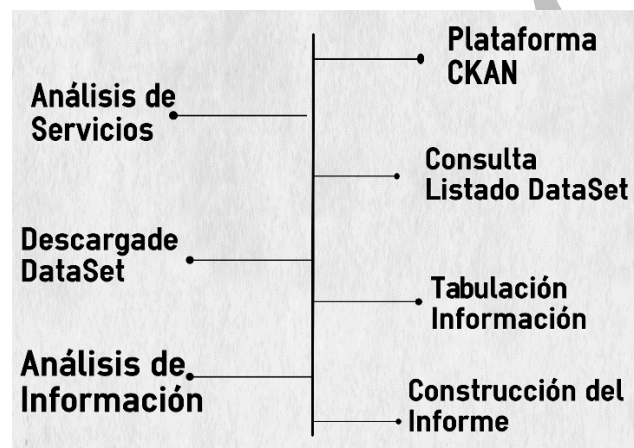 Plataforma
CKAN
Análisis de
Servicios
Consulta
Listado DataSet
Descargade
DataSet
Tabulación
Información
Análisis de
Información
Construcción del
Informe